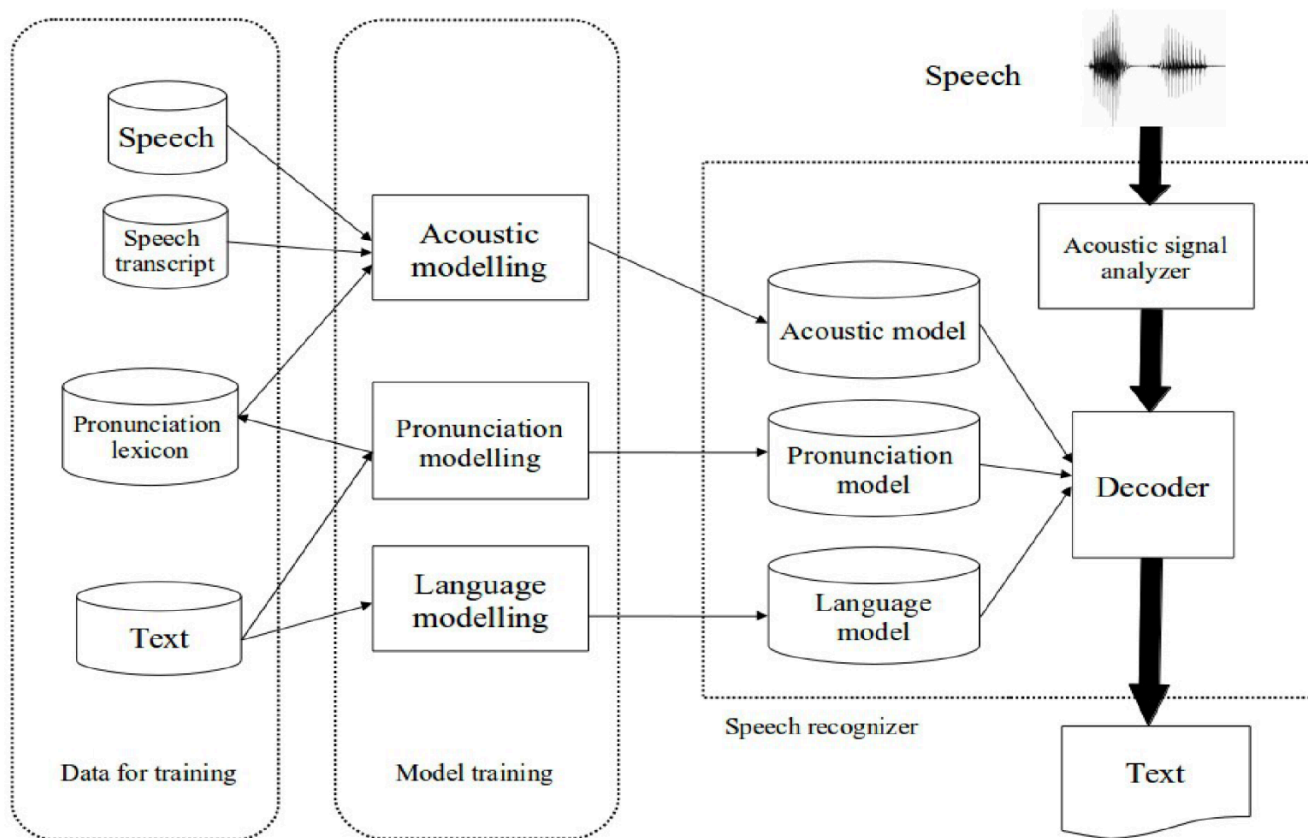 Speech
Speech
transcript
Pronunciation
lexicon
Text
Data for training
Acoustic
modelling
Pronunciation
modelling
Language
modelling
Model training
Speech
Acoustic signal
analyzer
Acoustic model
Pronunciation
model
Language
model
Decoder
Speech recognizer
Text